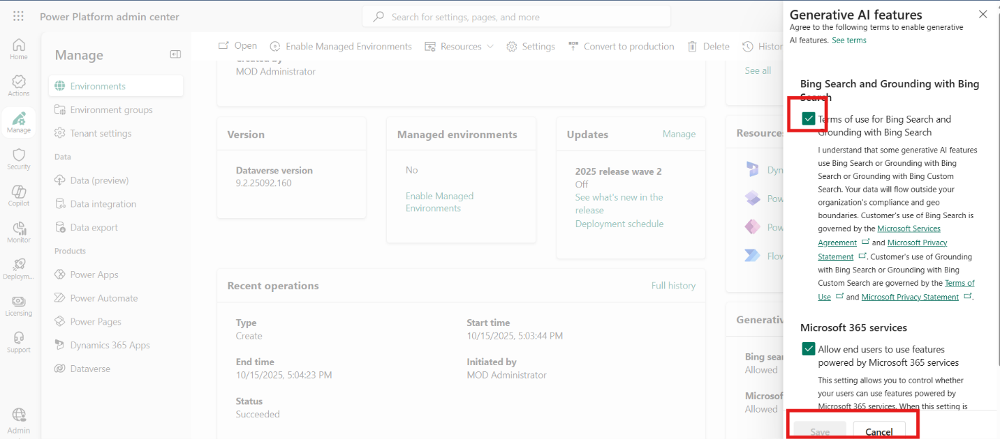 Power Platform admin center
Search for settings, pages, and more
Home
Actions
Manage
Security
Copilot
Monitor
Deploym...
Licensing
Support
Admin
Manage
Environments
Environment groups
Tenant settings
Data
Data (preview)
Data integration
Data export
Products
Power Apps
Power Automate
Power Pages
Dynamics 365 Apps
Dataverse
Open
Enable Managed Environments
Resources
Settings
Convert to production
Delete
Histor
Created by
MOD Administrator
See all
Version
Dataverse version
9.2.25092.160
Managed environments
No
Enable Managed
Environments
Updates
Manage
2025 release wave 2
Off
See what's new in the
release
Deployment schedule
Resource
Dyn
Pow
Pow
Flow
Recent operations
Full history
Type
Create
Start time
10/15/2025, 5:03:44 PM
End time
10/15/2025, 5:04:23 PM
Initiated by
MOD Administrator
Status
Succeeded
Generativ
Bing sear
Allowed
Microsof
Allowed
Generative AI features
Agree to the following terms to enable generative
AI features. See terms
Bing Search and Grounding with Bing
Search
Terms of use for Bing Search and
Grounding with Bing Search
I understand that some generative AI features
use Bing Search or Grounding with Bing
Search or Grounding with Bing Custom
Search. Your data will flow outside your
organization's compliance and geo
boundaries. Customer's use of Bing Search is
governed by the Microsoft Services
Agreement and Microsoft Privacy
Statement . Customer's use of Grounding
with Bing Search or Grounding with Bing
Custom Search are governed by the Terms of
Use and Microsoft Privacy Statement .
Microsoft 365 services
Allow end users to use features
powered by Microsoft 365 services
This setting allows you to control whether
your users can use features powered by
Microsoft 365 services. When this setting is
Save
Cancel